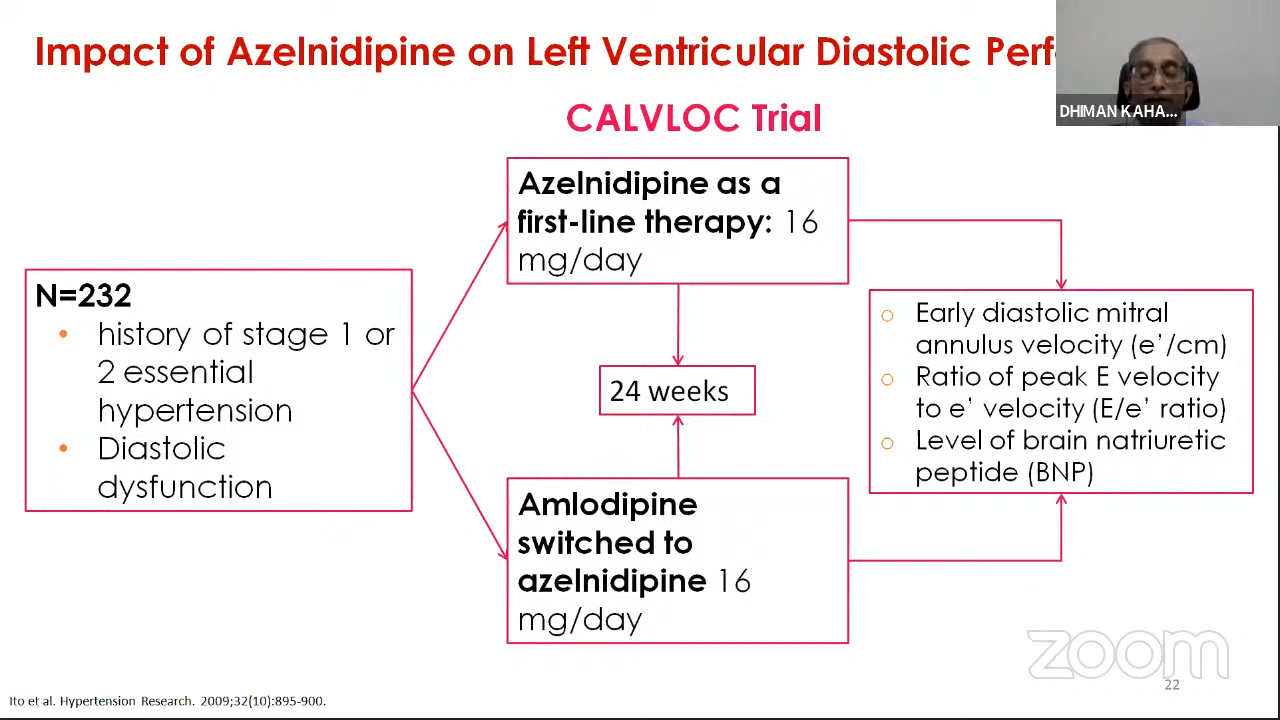 Impact of Azelnidipine on Left Ventricular Diastolic
DHIMAN KAHA...
CALVLOC Trial
Azelnidipine as a
first-line therapy: 16
mg/day
N=232
• history of stage 1 or
2 essential
hypertension
• Diastolic
dysfunction
24 weeks
Amlodipine
switched to
azelnidipine 16
mg/day
○ Early diastolic mitral
annulus velocity (e'/cm)
○ Ratio of peak E velocity
to e' velocity (E/e' ratio)
○ Level of brain natriuretic
peptide (BNP)
zoom
22
Ito et al. Hypertension Research. 2009;32(10):895-900.